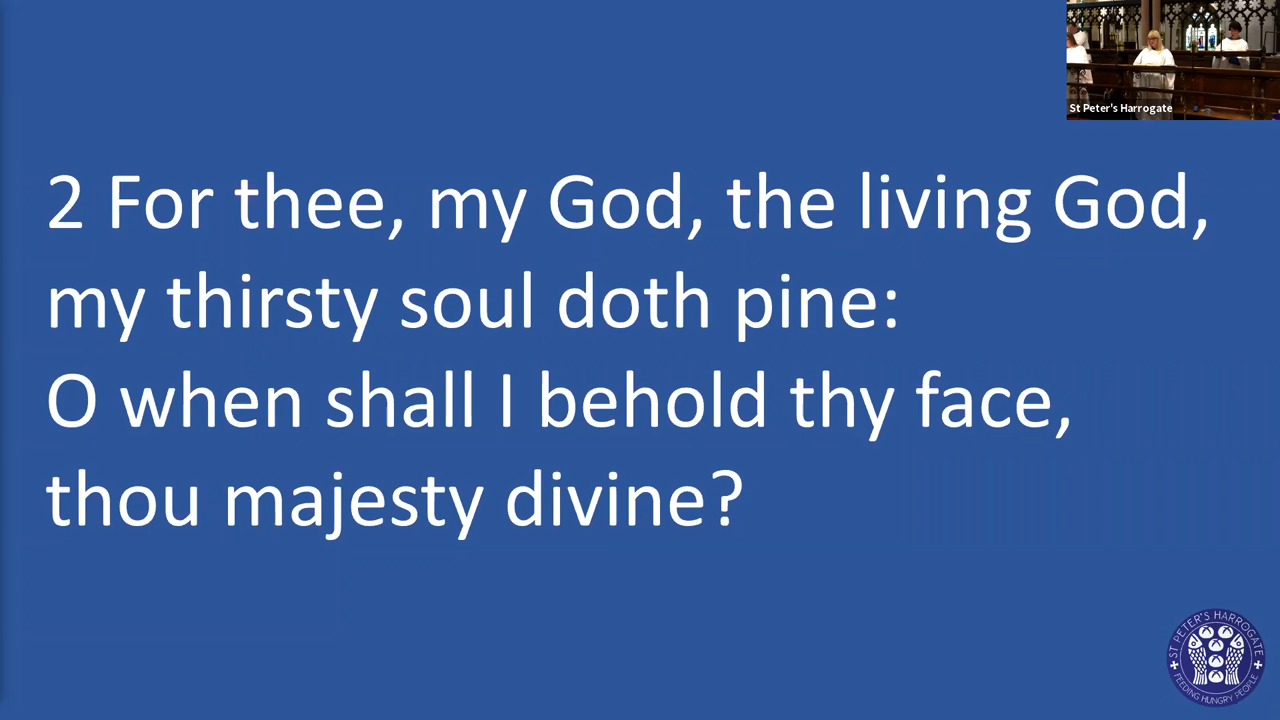 St Peter's Harrogate
2 For thee, my God, the living God,
my thirsty soul doth pine:
O when shall I behold thy face,
thou majesty divine?
ST PETER'S HARROGATE
FEEDING HUNGRY PEOPLE